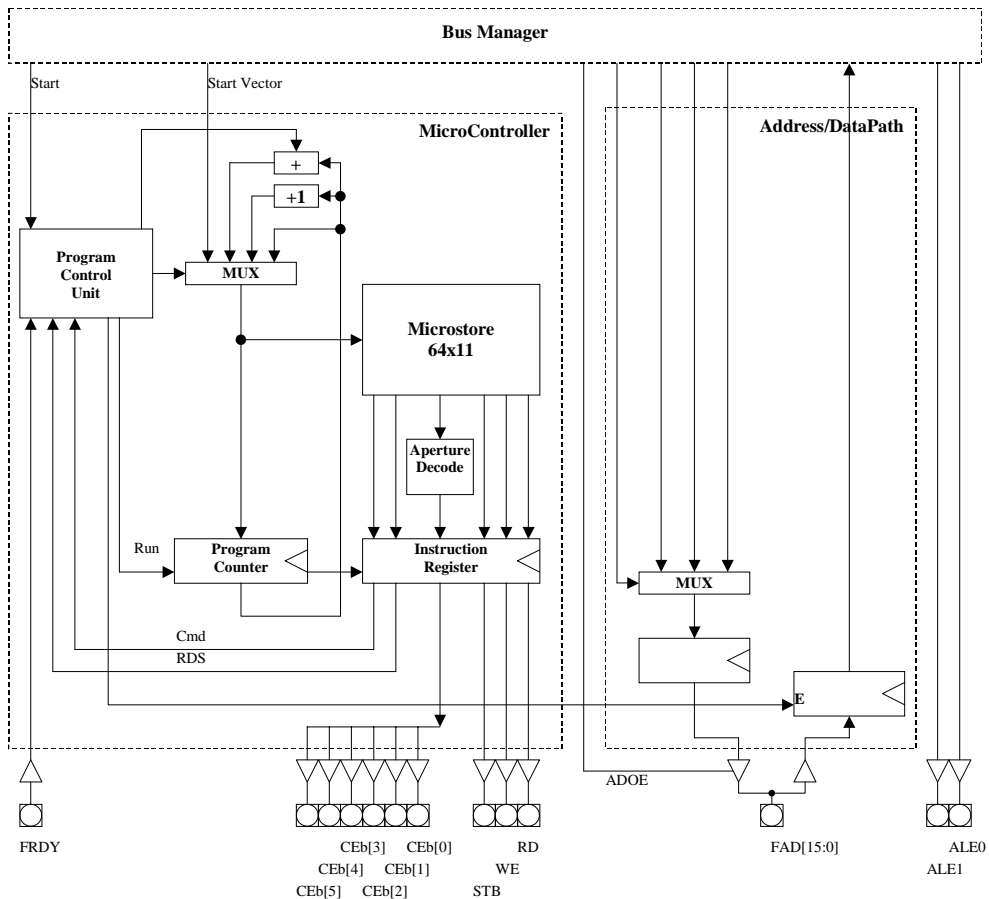 Bus Manager
Start
Start Vector
MicroController
Address/DataPath
+
+1
Program
Control
Unit
MUX
Microstore
64x11
Aperture
Decode
Run
Program
Counter
Instruction
Register
MUX
Cmd
RDS
E
ADOE
FRDY
CEb[3]
CEb[0]
RD
FAD[15:0]
ALE0
CEb[4]
CEb[1]
WE
ALE1
CEb[5]
CEb[2]
STB